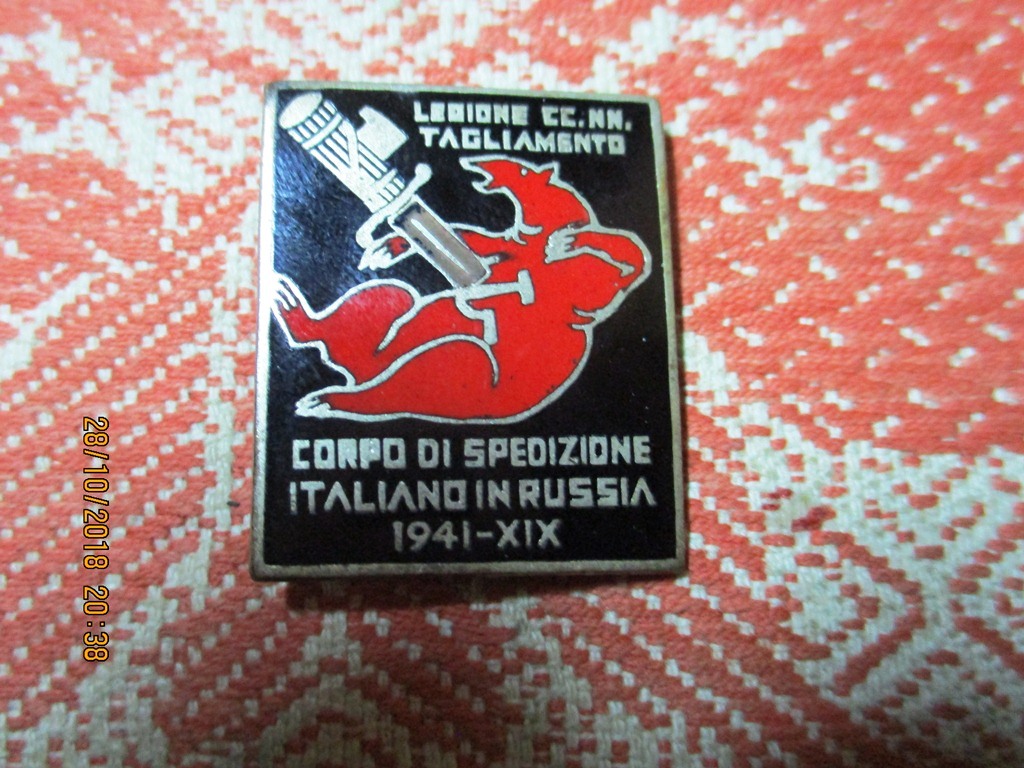 LEGIONE CC.NN.
TAGLIAMENTO
CORPO DI SPEDIZIONE
ITALIANO IN RUSSIA
1941-XIX
28/10/2018 20:38